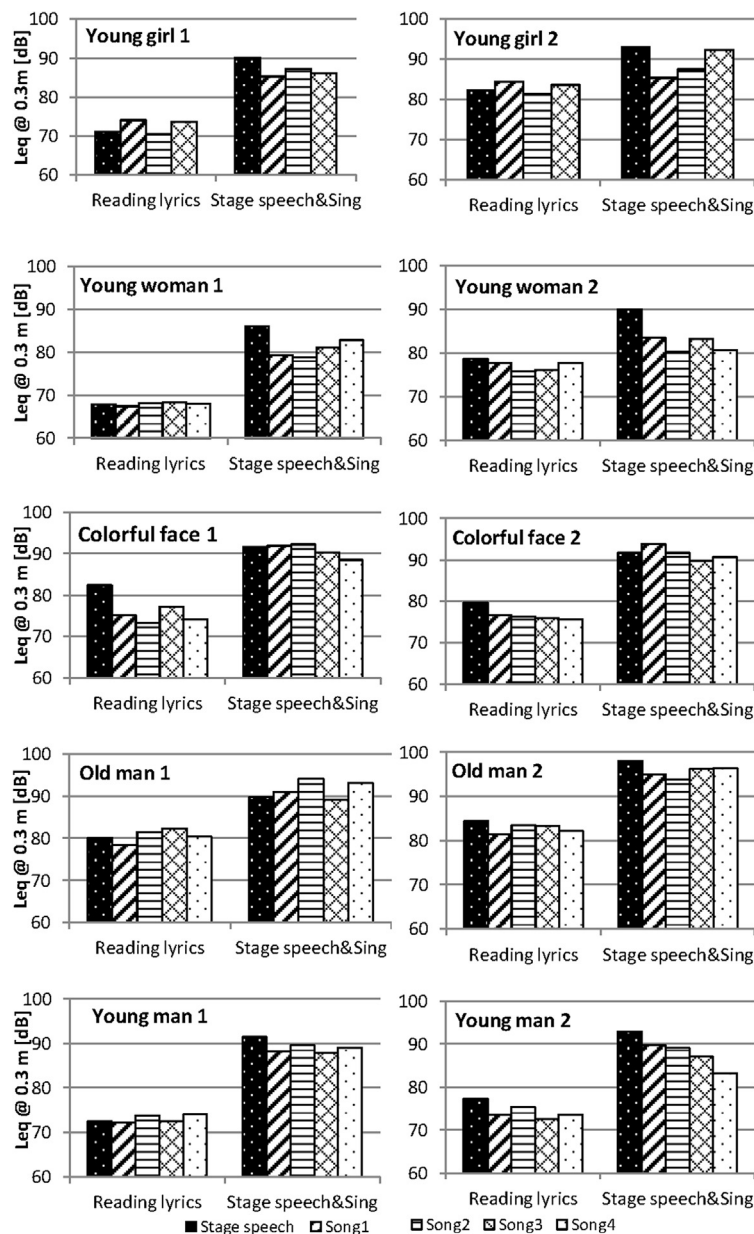 Young girl 1
Leq @ 0.3m [dB]
100
90
80
70
60
Reading lyrics
Stage speech&Sing
Young girl 2
100
90
80
70
60
Reading lyrics
Stage speech&Sing
Young woman 1
Leq @ 0.3 m [dB]
100
90
80
70
60
Reading lyrics
Stage speech&Sing
Young woman 2
100
90
80
70
60
Reading lyrics
Stage speech&Sing
Colorful face 1
Leq @ 0.3 m [dB]
100
90
80
70
60
Reading lyrics
Stage speech&Sing
Colorful face 2
100
90
80
70
60
Reading lyrics
Stage speech&Sing
Old man 1
Leq @ 0.3 m [dB]
100
90
80
70
60
Reading lyrics
Stage speech&Sing
Old man 2
100
90
80
70
60
Reading lyrics
Stage speech&Sing
Young man 1
Leq @ 0.3 m [dB]
100
90
80
70
60
Reading lyrics
Stage speech&Sing
Young man 2
100
90
80
70
60
Reading lyrics
Stage speech&Sing
Stage speech
Song1
Song2
Song3
Song4